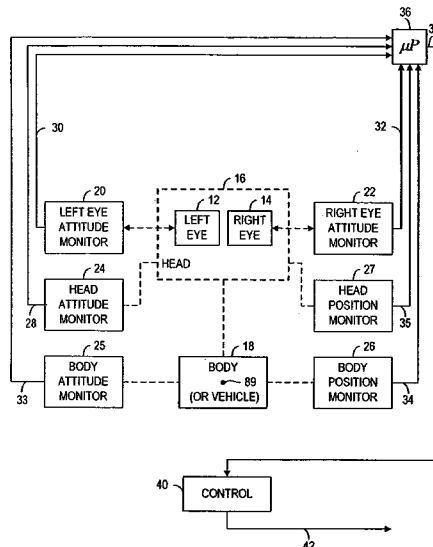 36
μP
30
32
16
20
12
14
22
LEFT EYE
ATTITUDE
MONITOR
LEFT
EYE
RIGHT
EYE
RIGHT EYE
ATTITUDE
MONITOR
24
HEAD
27
HEAD
ATTITUDE
MONITOR
HEAD
POSITION
MONITOR
28
35
25
18
26
BODY
ATTITUDE
MONITOR
BODY
89
(OR VEHICLE)
BODY
POSITION
MONITOR
33
34
40
CONTROL